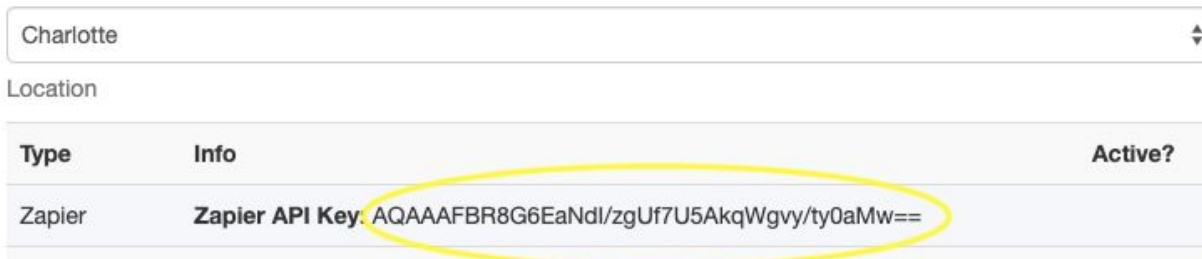 Charlotte
Location
Type Info Active?
Zapier Zapier API Key: AQAAAFBR8G6EaNdI/zgUf7U5AkqWgvy/ty0aMw==